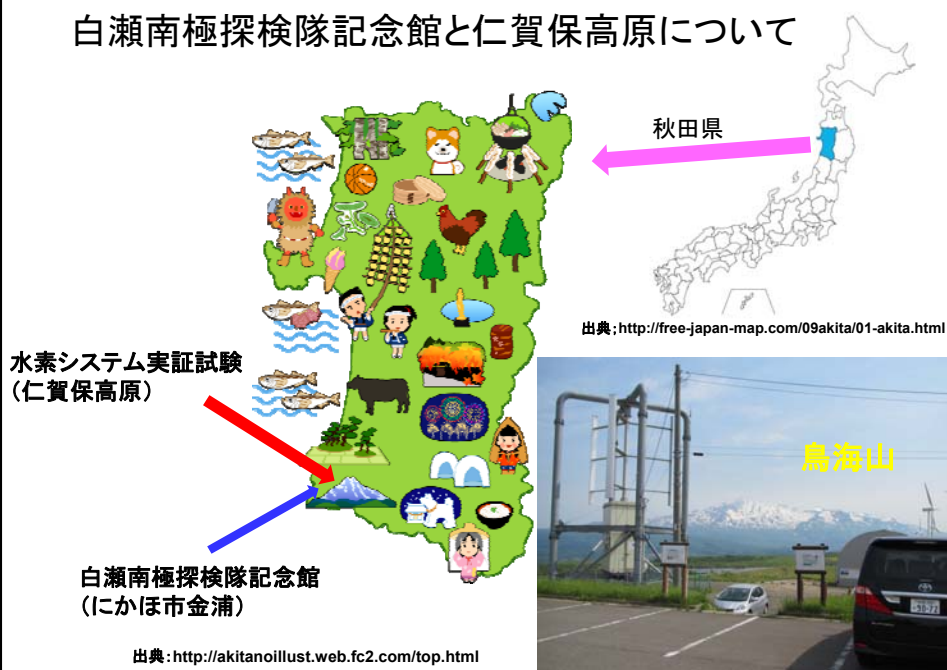 白瀬南極探検隊記念館と仁賀保高原について
秋田県
出典;http://free-japan-map.com/09akita/01-akita.html
水素システム実証試験
（仁賀保高原）
鳥海山
白瀬南極探検隊記念館
（にかほ市金浦）
出典：http://akitanoillust.web.fc2.com/top.html